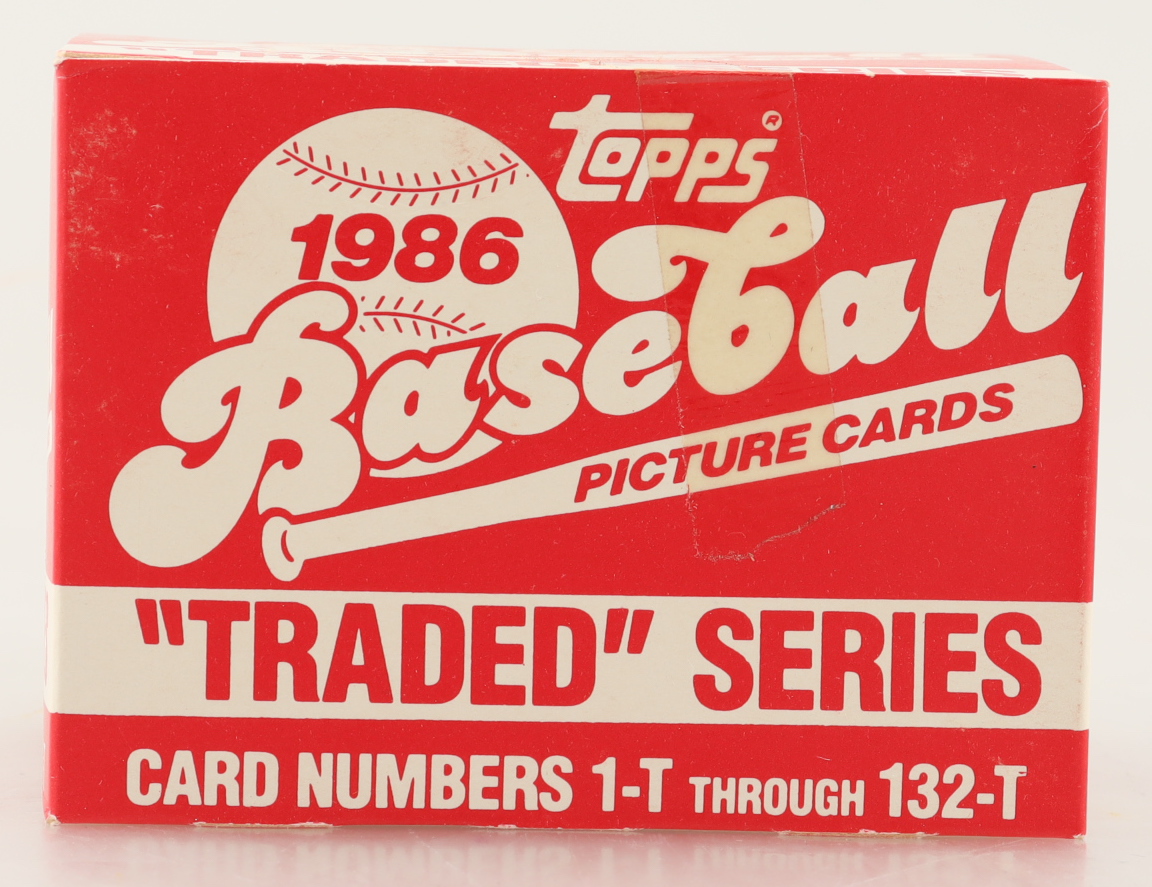 topps®
1986
Baseball
PICTURE CARDS
"TRADED" SERIES
CARD NUMBERS 1-T THROUGH 132-T